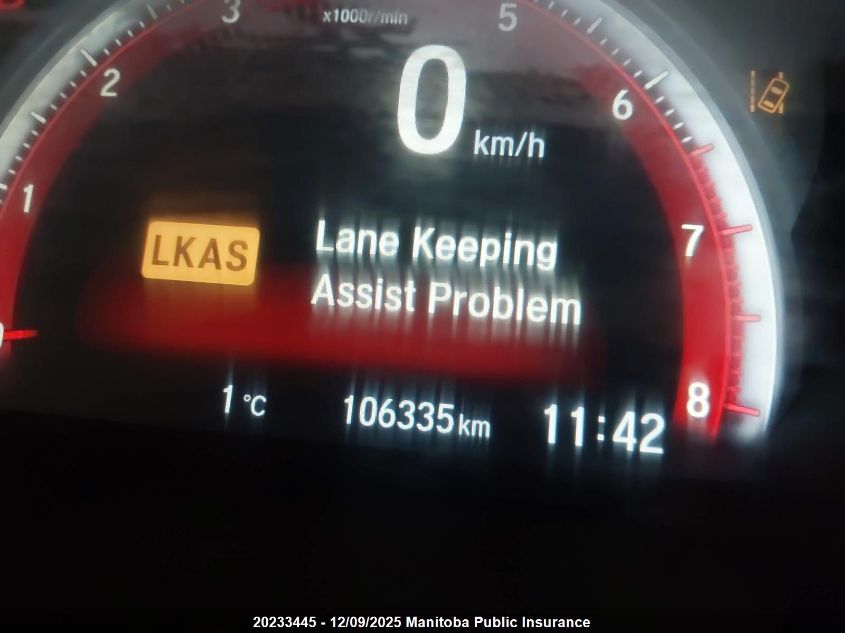 3
x1000r/min
5
2
0 km/h
6
1
LKAS
Lane Keeping
Assist Problem
7
1 °C
106335 km
11:42
8
20233445 - 12/09/2025 Manitoba Public Insurance